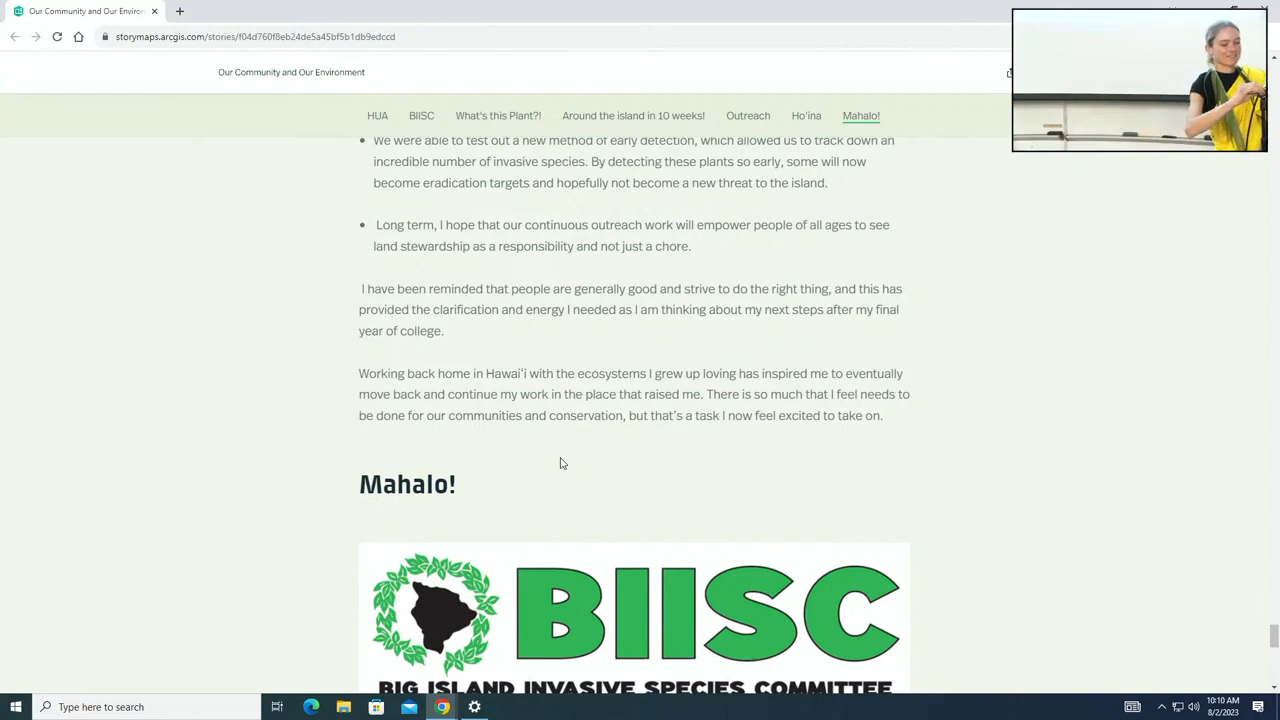 Our Community and Our Environ
storymaps.arcgis.com/stories/f04d760f8eb24de5a45bf5b1db9edccd
Our Community and Our Environment
HUA BIISC What's this Plant?! Around the island in 10 weeks! Outreach Ho'ina Mahalo!
• We were able to test out a new method of early detection, which allowed us to track down an
incredible number of invasive species. By detecting these plants so early, some will now
become eradication targets and hopefully not become a new threat to the island.
• Long term, I hope that our continuous outreach work will empower people of all ages to see
land stewardship as a responsibility and not just a chore.
I have been reminded that people are generally good and strive to do the right thing, and this has
provided the clarification and energy I needed as I am thinking about my next steps after my final
year of college.
Working back home in Hawaiʻi with the ecosystems I grew up loving has inspired me to eventually
move back and continue my work in the place that raised me. There is so much that I feel needs to
be done for our communities and conservation, but that's a task I now feel excited to take on.
Mahalo!
BIISC
BIG ISLAND INVASIVE SPECIES COMMITTEE
Type here to search
10:10 AM
8/2/2023